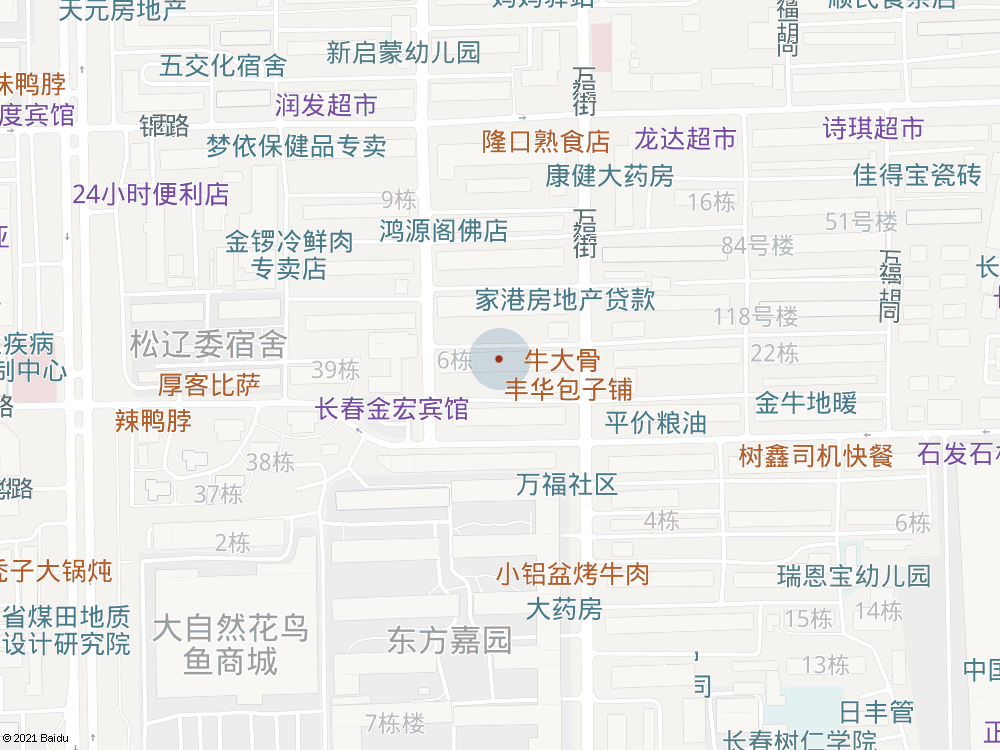 天元房地产
顺民食杂店
福胡同
新启蒙幼儿园
五交化宿舍
万福街
辣鸭脖
度宾馆
润发超市
锦路
梦依保健品专卖
隆口熟食店
龙达超市
诗琪超市
康健大药房
佳得宝瓷砖
24小时便利店
9栋
16栋
万福街
51号楼
鸿源阁佛店
金锣冷鲜肉
专卖店
84号楼
万福胡同
长
家港房地产贷款
118号楼
松辽委宿舍
疾病
制中心
39栋
6栋
牛大骨
22栋
厚客比萨
丰华包子铺
长春金宏宾馆
金牛地暖
路
辣鸭脖
平价粮油
树鑫司机快餐
石发石材
38栋
37栋
万福社区
路
4栋
6栋
2栋
秃子大锅炖
小铝盆烤牛肉
瑞恩宝幼儿园
省煤田地质
设计研究院
大药房
15栋
14栋
大自然花鸟
鱼商城
东方嘉园
13栋
司
中国
7栋楼
日丰管
长春树仁学院
© 2021 Baidu